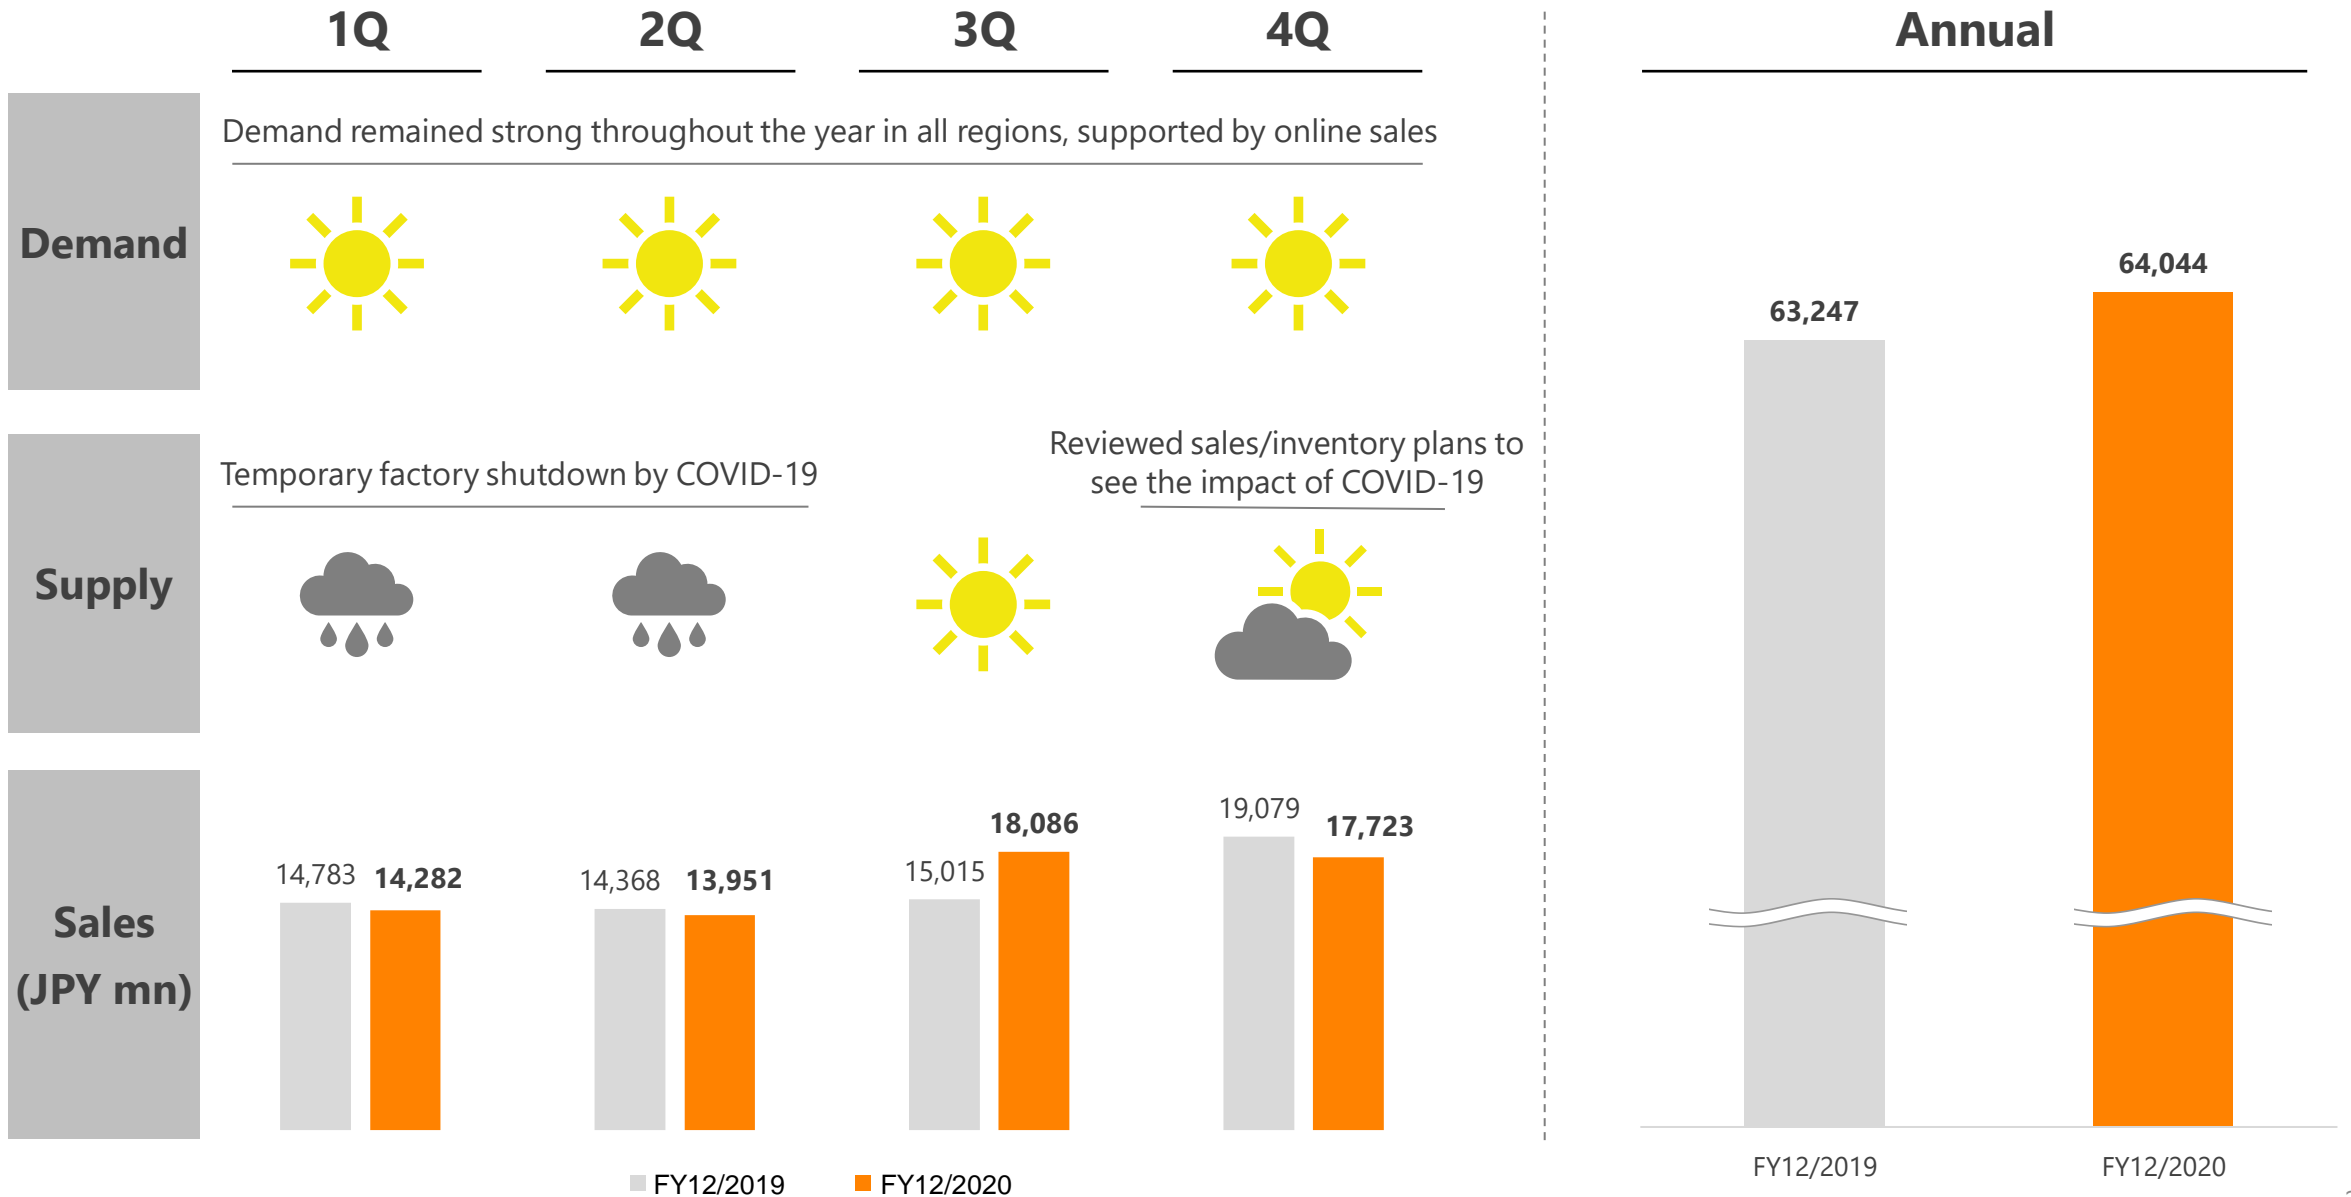 1Q
2Q
3Q
4Q
Annual
Demand
Demand remained strong throughout the year in all regions, supported by online sales
Supply
Temporary factory shutdown by COVID-19
Reviewed sales/inventory plans to
see the impact of COVID-19
Sales
(JPY mn)
14,783
14,282
14,368
13,951
15,015
18,086
19,079
17,723
FY12/2019
FY12/2020
63,247
64,044
FY12/2019
FY12/2020